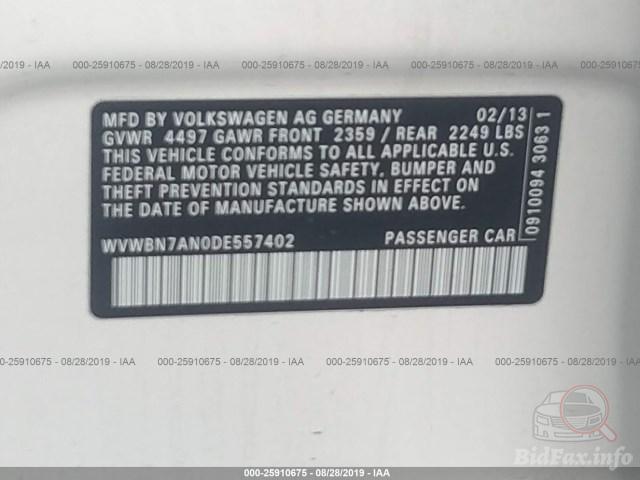 000-25910675 - 08/28/2019 - IAA
MFD BY VOLKSWAGEN AG GERMANY 02/13
GVWR 4497 GAWR FRONT 2359 / REAR 2249 LBS
THIS VEHICLE CONFORMS TO ALL APPLICABLE U.S.
FEDERAL MOTOR VEHICLE SAFETY, BUMPER AND
THEFT PREVENTION STANDARDS IN EFFECT ON
THE DATE OF MANUFACTURE SHOWN ABOVE.
WVWBN7AN0DE557402 PASSENGER CAR
0910094 3063 1
000-25910675 - 08/28/2019 - IAA
BidFax.info
000-25910675 - 08/28/2019 - IAA